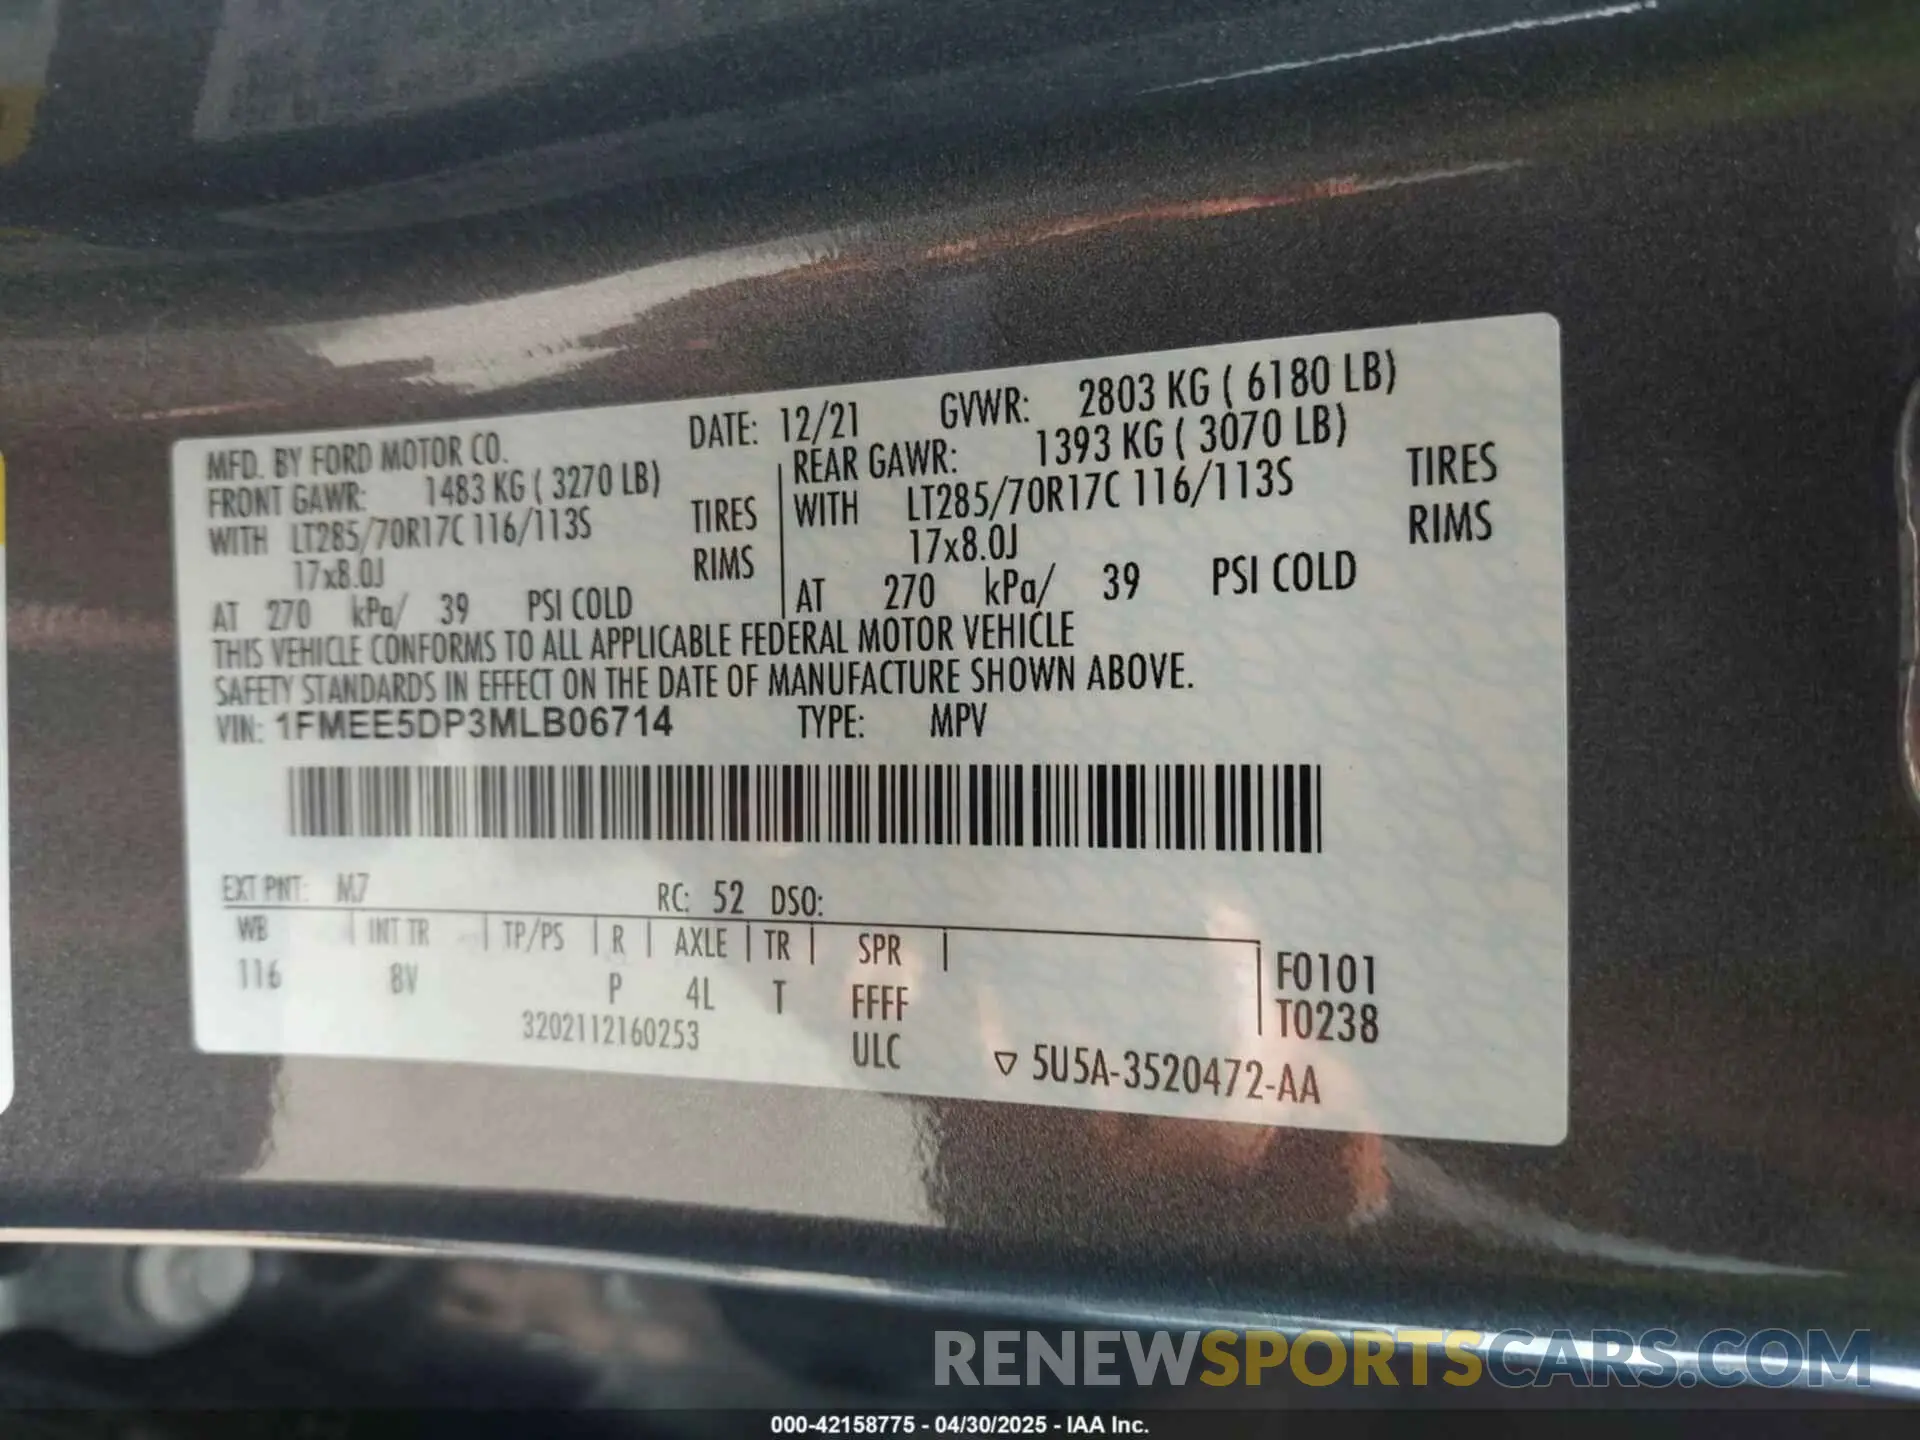 MFD. BY FORD MOTOR CO. DATE: 12/21 GVWR: 2803 KG ( 6180 LB)
FRONT GAWR: 1483 KG ( 3270 LB) REAR GAWR: 1393 KG ( 3070 LB)
WITH LT285/70R17C 116/113S TIRES WITH LT285/70R17C 116/113S TIRES
17x8.0J RIMS 17x8.0J RIMS
AT 270 kPa/ 39 PSI COLD AT 270 kPa/ 39 PSI COLD
THIS VEHICLE CONFORMS TO ALL APPLICABLE FEDERAL MOTOR VEHICLE
SAFETY STANDARDS IN EFFECT ON THE DATE OF MANUFACTURE SHOWN ABOVE.
VIN: 1FMEE5DP3MLB06714 TYPE: MPV
EXT PNT: M7 RC: 52 DSO:
WB | INT TR | TP/PS | R | AXLE | TR | SPR |
116 8V P 4L T FFFF
F0101
T0238
3202112160253 ULC ▽ 5U5A-3520472-AA
RENEWSPORTSCARS.COM
000-42158775 - 04/30/2025 - IAA Inc.